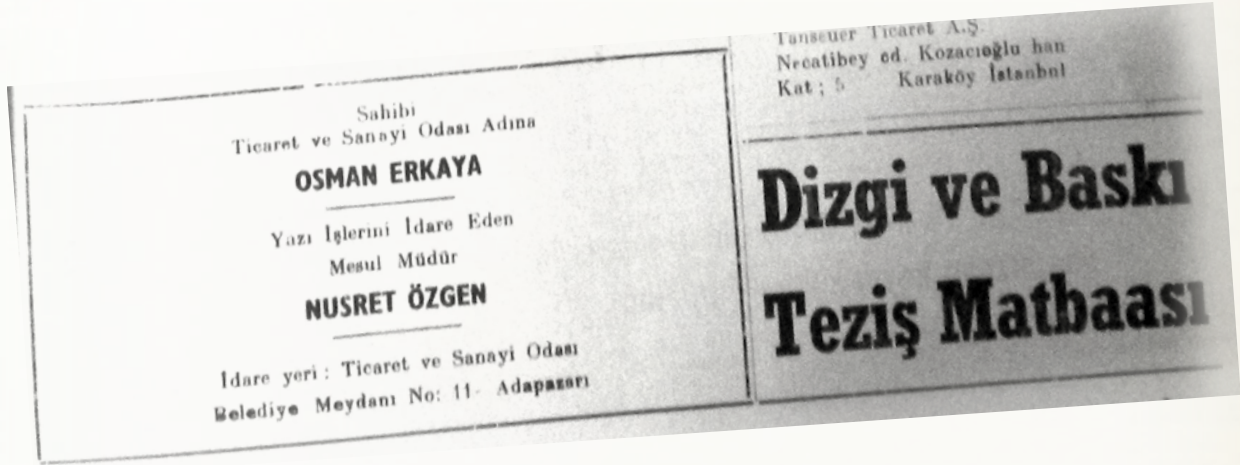 Sahibi
Ticaret ve Sanayi Odası Adına
OSMAN ERKAYA
Yazı İşlerini İdare Eden
Mesul Müdür
NUSRET ÖZGEN
İdare yeri : Ticaret ve Sanayi Odası
Belediye Meydanı No: 11- Adapazarı
Ticaret A.Ş.
Necatibey cd. Kozacıoğlu han
Kat ; 5 Karaköy İstanbul
Dizgi ve Baskı
Teziş Matbaası